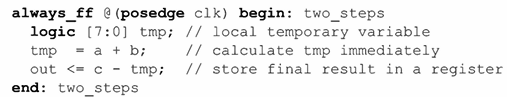 always_ff @(posedge clk) begin: two_steps
logic [7:0] tmp; // local temporary variable
tmp = a + b; // calculate tmp immediately
out <= c - tmp; // store final result in a register
end: two_steps